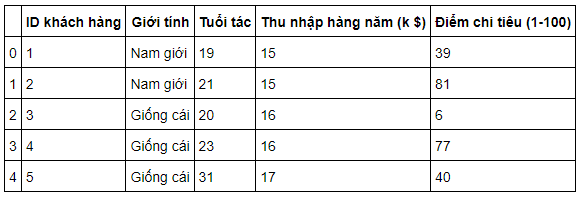 ID khách hàng Giới tính Tuổi tác Thu nhập hàng năm (k $) Điểm chi tiêu (1-100)
0 1 Nam giới 19 15 39
1 2 Nam giới 21 15 81
2 3 Giống cái 20 16 6
3 4 Giống cái 23 16 77
4 5 Giống cái 31 17 40